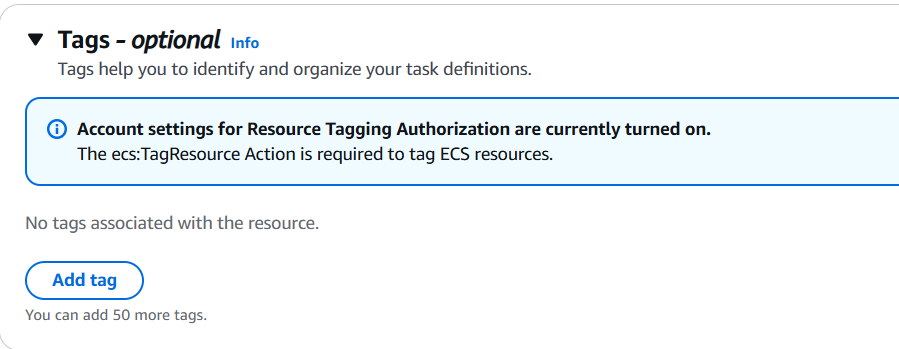 Tags - optional Info
Tags help you to identify and organize your task definitions.
Account settings for Resource Tagging Authorization are currently turned on.
The ecs:TagResource Action is required to tag ECS resources.
No tags associated with the resource.
Add tag
You can add 50 more tags.